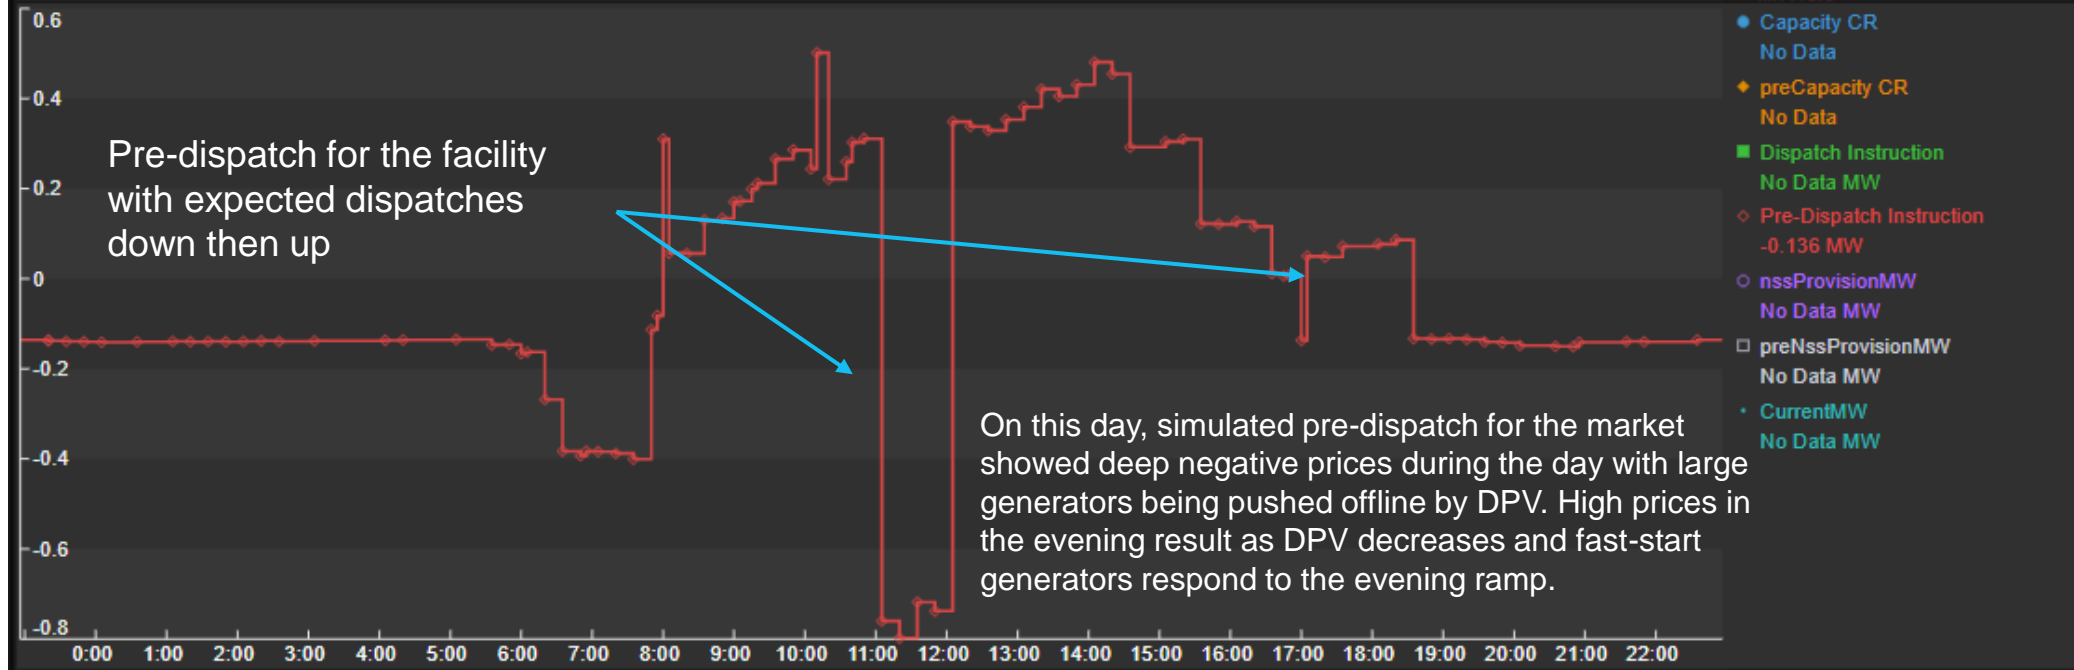 0.6
0.4
0.2
0
-0.2
-0.4
-0.6
-0.8
Pre-dispatch for the facility
with expected dispatches
down then up
On this day, simulated pre-dispatch for the market
showed deep negative prices during the day with large
generators being pushed offline by DPV. High prices in
the evening result as DPV decreases and fast-start
generators respond to the evening ramp.
0:00 1:00 2:00 3:00 4:00 5:00 6:00 7:00 8:00 9:00 10:00 11:00 12:00 13:00 14:00 15:00 16:00 17:00 18:00 19:00 20:00 21:00 22:00
Capacity CR
No Data
preCapacity CR
No Data
Dispatch Instruction
No Data MW
Pre-Dispatch Instruction
-0.136 MW
nssProvisionMW
No Data MW
preNssProvisionMW
No Data MW
CurrentMW
No Data MW